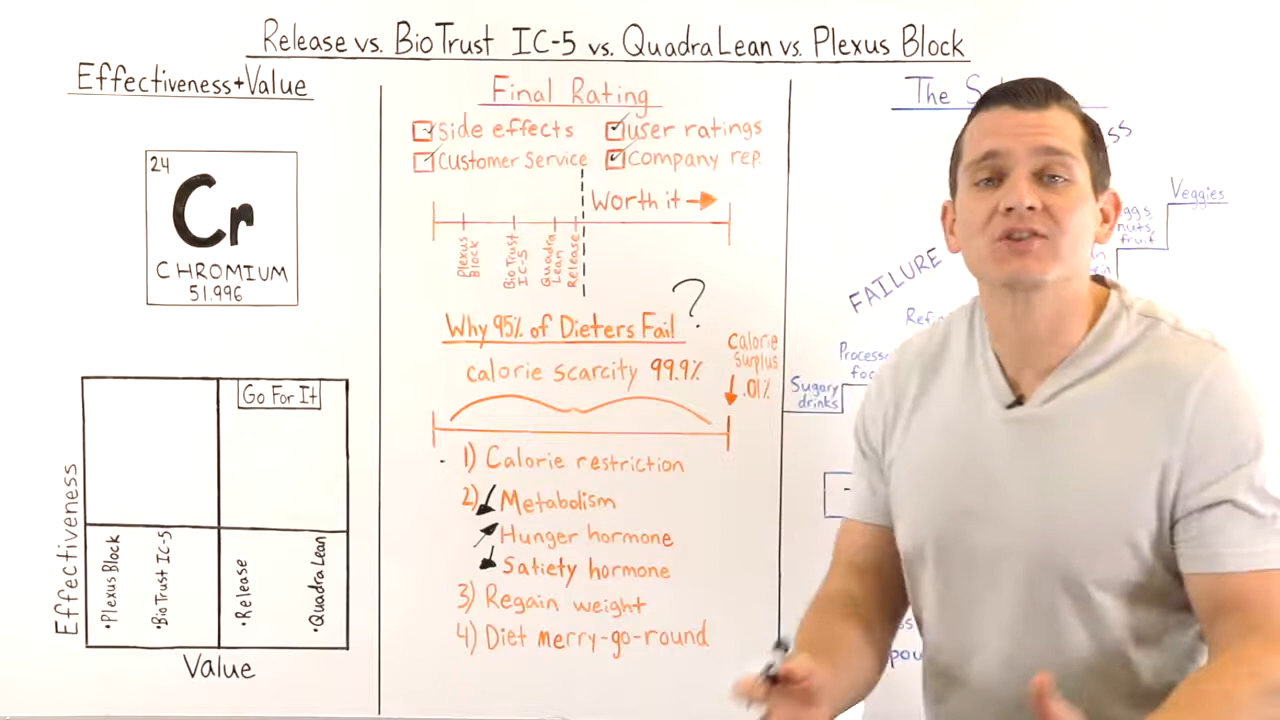 Release vs. BioTrust IC-5 vs. QuadraLean vs. Plexus Block
Effectiveness+Value
24
Cr
CHROMIUM
51.996
Go For It
Effectiveness
•Plexus Block
•BioTrust IC-5
•Release
•Quadra Lean
Value
Final Rating
side effects
user ratings
Customer Service
Company rep.
Worth it
Plexus
Block
BioTrust
IC-5
Quadra
Lean
Release
?
Why 95% of Dieters Fail
calorie scarcity 99.9%
Calorie
surplus
.01%
1) Calorie restriction
2) Metabolism
Hunger hormone
Satiety hormone
3) Regain weight
4) Diet merry-go-round
The
FAILURE
Veggies
nuts,
fruit
Sugary
drinks